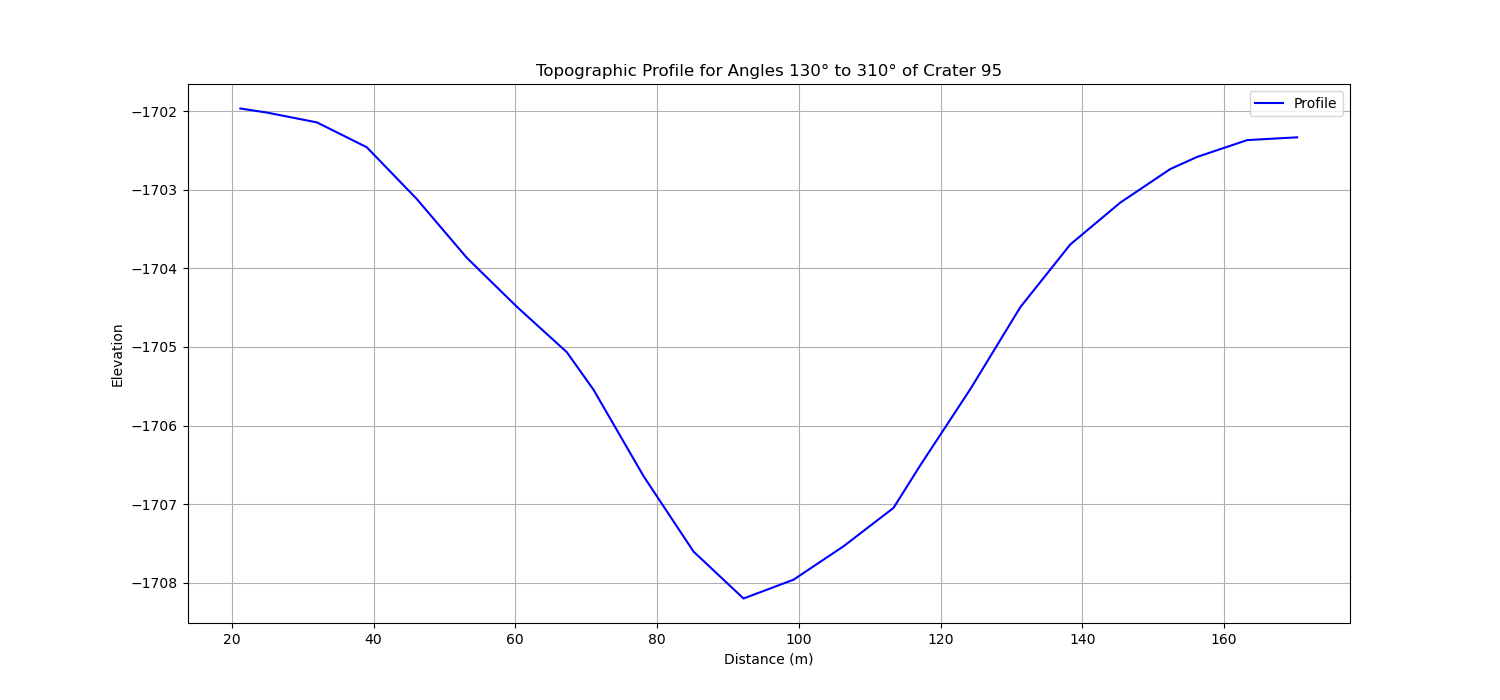 Topographic Profile for Angles 130° to 310° of Crater 95
Profile
−1702
−1703
−1704
−1705
−1706
−1707
−1708
Elevation
20 40 60 80 100 120 140 160
Distance (m)